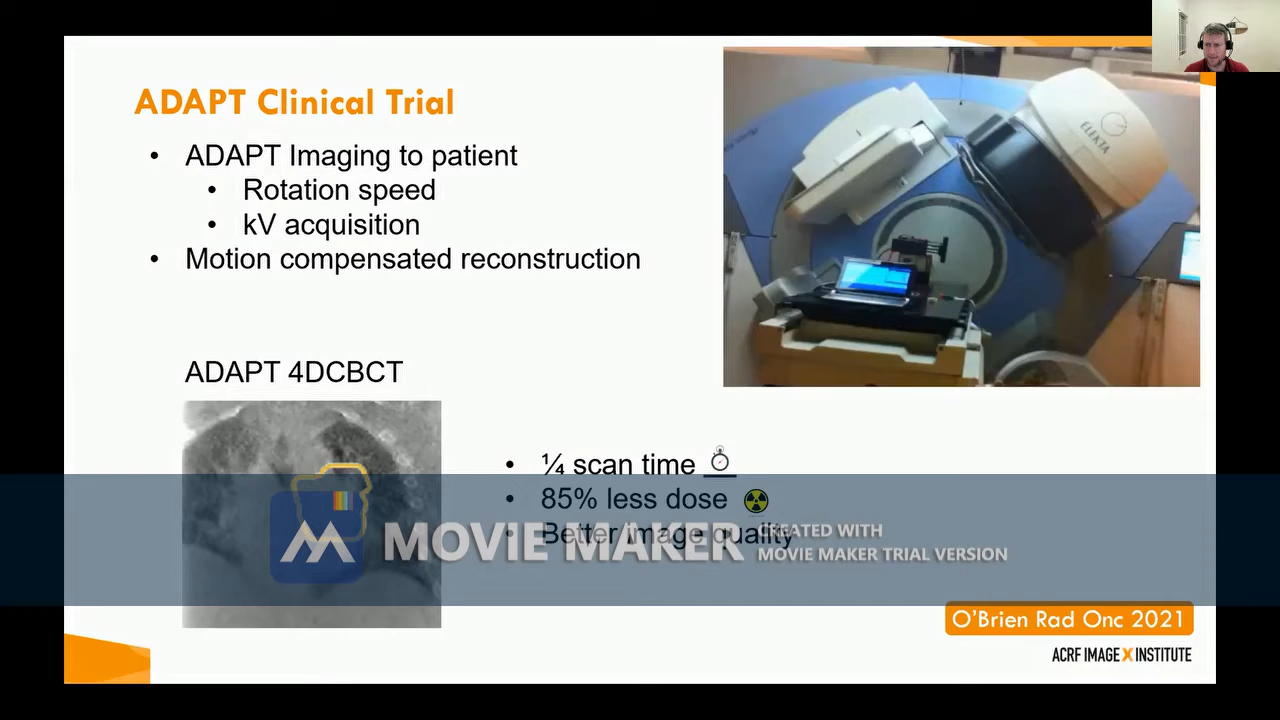 ADAPT Clinical Trial
• ADAPT Imaging to patient
• Rotation speed
• kV acquisition
• Motion compensated reconstruction
ELEKTA
ADAPT 4DCBCT
• ¼ scan time
• 85% less dose
• Better image quality
MOVIE MAKER
CREATED WITH
MOVIE MAKER TRIAL VERSION
O'Brien Rad Onc 2021
ACRF IMAGE X INSTITUTE